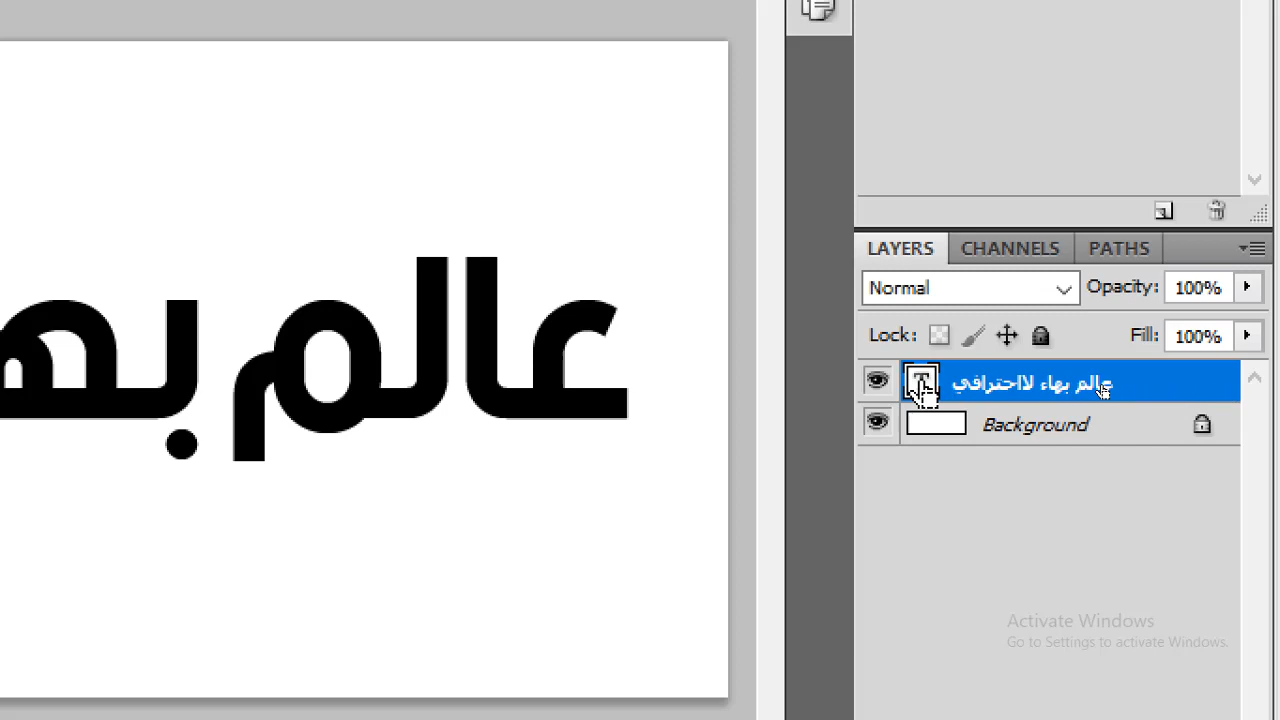 عالم بهـ
LAYERS CHANNELS PATHS
Normal Opacity: 100%
Lock: Fill: 100%
T عالم بهاء لااحترافي
Background
Activate Windows
Go to Settings to activate Windows.